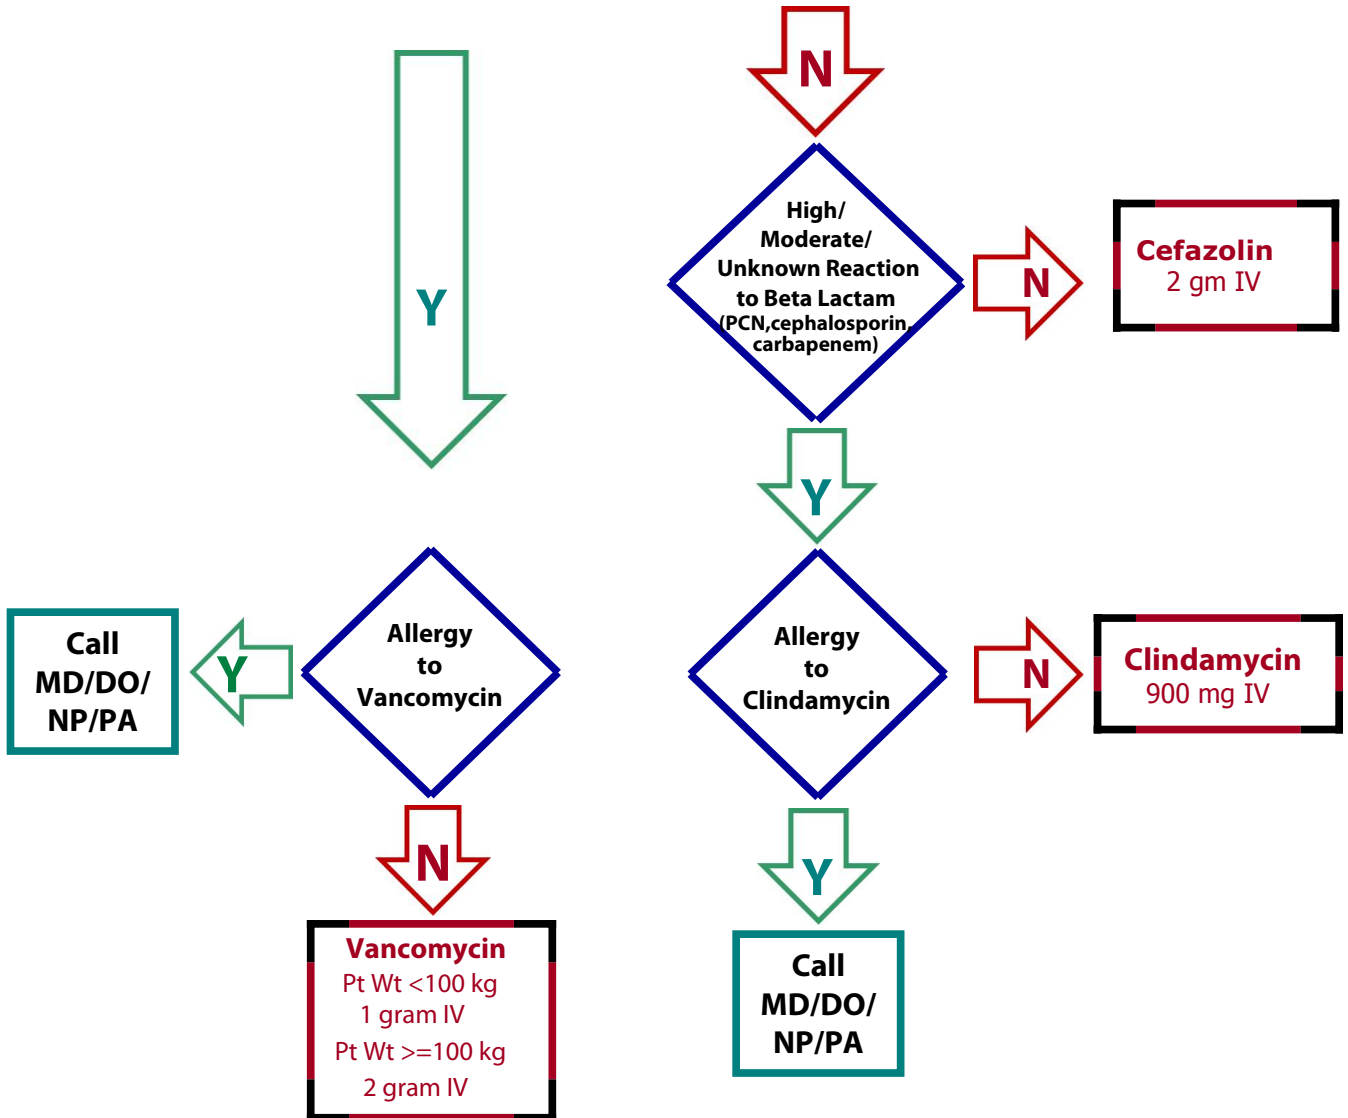 N
Y
High/
Moderate/
Unknown Reaction
to Beta Lactam
(PCN,cephalosporin,
carbapenem)
N
Cefazolin
2 gm IV
Y
Call
MD/DO/
NP/PA
Y
Allergy
to
Vancomycin
Allergy
to
Clindamycin
N
Clindamycin
900 mg IV
N
Vancomycin
Pt Wt <100 kg
1 gram IV
Pt Wt >=100 kg
2 gram IV
Y
Call
MD/DO/
NP/PA